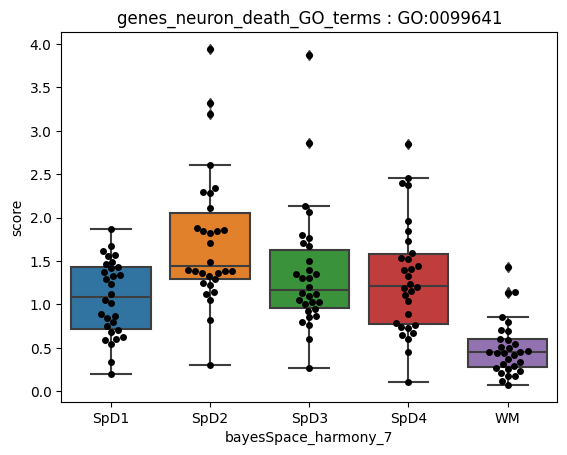 genes_neuron_death_GO_terms : GO:0099641
4.0
3.5
3.0
2.5
2.0
1.5
1.0
0.5
0.0
score
SpD1 SpD2 SpD3 SpD4 WM
bayesSpace_harmony_7